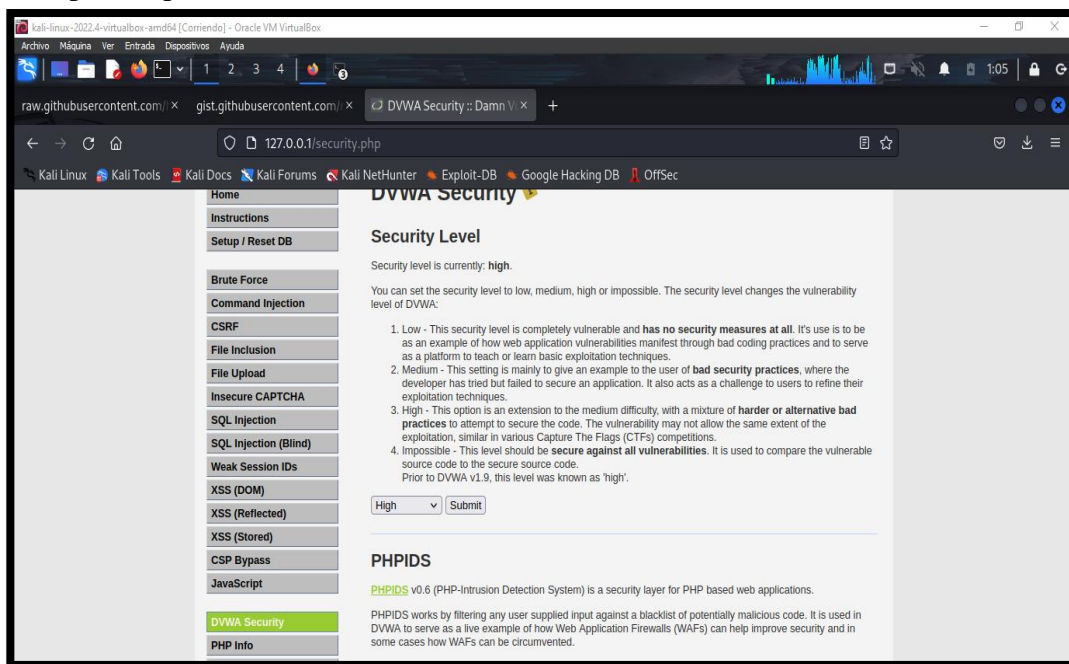 kali-linux-2022.4-virtualbox-amd64 [Corriendo] - Oracle VM VirtualBox
Archivo Máquina Ver Entrada Dispositivos Ayuda
1 2 3 4
1:05
raw.githubusercontent.com/
gist.githubusercontent.com/
DVWA Security :: Damn V
127.0.0.1/security.php
Kali Linux Kali Tools Kali Docs Kali Forums Kali NetHunter Exploit-DB Google Hacking DB OffSec
Home
Instructions
Setup / Reset DB
Brute Force
Command Injection
CSRF
File Inclusion
File Upload
Insecure CAPTCHA
SQL Injection
SQL Injection (Blind)
Weak Session IDs
XSS (DOM)
XSS (Reflected)
XSS (Stored)
CSP Bypass
JavaScript
DVWA Security
PHP Info
DVWA Security
Security Level
Security level is currently: high.
You can set the security level to low, medium, high or impossible. The security level changes the vulnerability
level of DVWA:
1. Low - This security level is completely vulnerable and has no security measures at all. It's use is to be
as an example of how web application vulnerabilities manifest through bad coding practices and to serve
as a platform to teach or learn basic exploitation techniques.
2. Medium - This setting is mainly to give an example to the user of bad security practices, where the
developer has tried but failed to secure an application. It also acts as a challenge to users to refine their
exploitation techniques.
3. High - This option is an extension to the medium difficulty, with a mixture of harder or alternative bad
practices to attempt to secure the code. The vulnerability may not allow the same extent of the
exploitation, similar in various Capture The Flags (CTFs) competitions.
4. Impossible - This level should be secure against all vulnerabilities. It is used to compare the vulnerable
source code to the secure source code.
Prior to DVWA v1.9, this level was known as 'high'.
High
Submit
PHPIDS
PHPIDS v0.6 (PHP-Intrusion Detection System) is a security layer for PHP based web applications.
PHPIDS works by filtering any user supplied input against a blacklist of potentially malicious code. It is used in
DVWA to serve as a live example of how Web Application Firewalls (WAFs) can help improve security and in
some cases how WAFs can be circumvented.